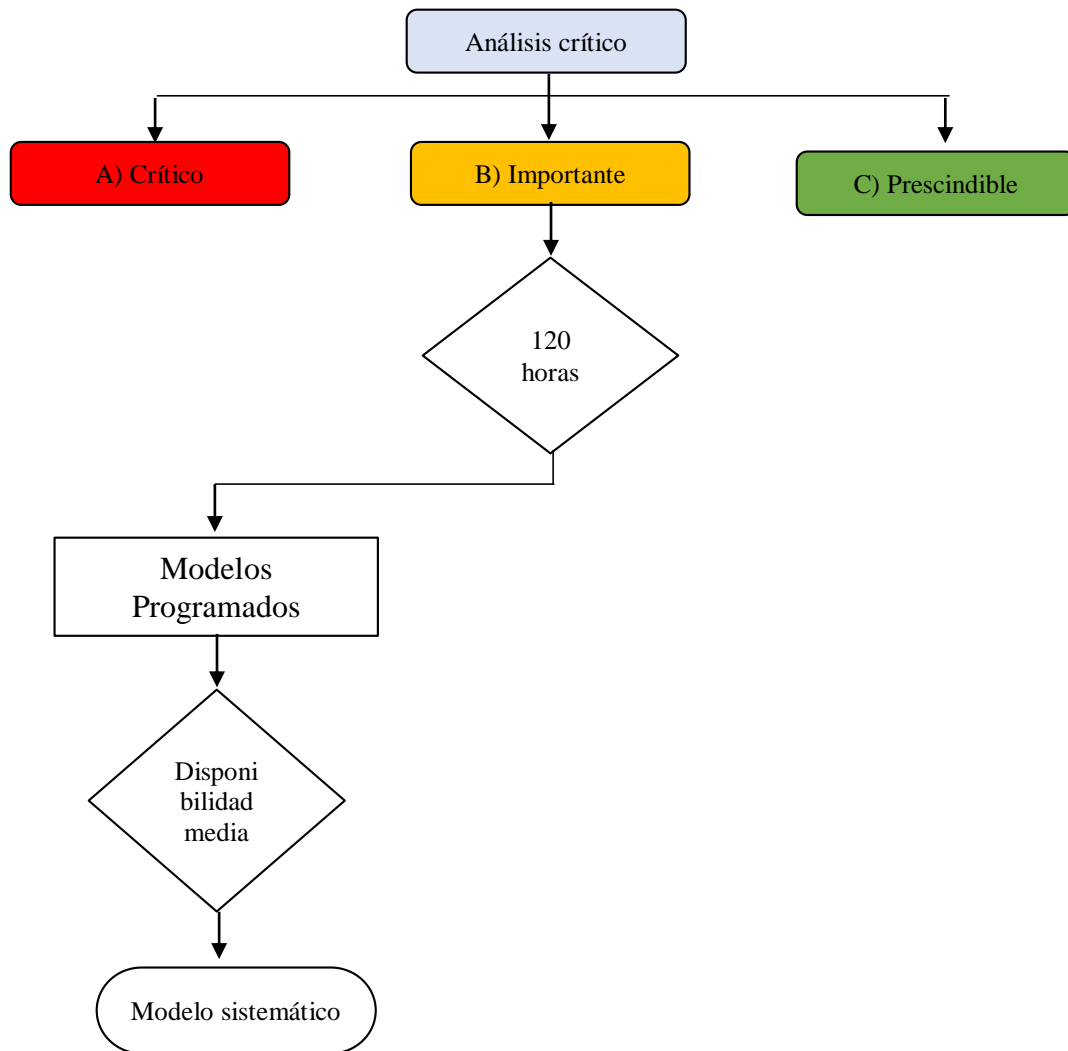 Análisis crítico
A) Crítico
B) Importante
C) Prescindible
120
horas
Modelos
Programados
Disponi
bilidad
media
Modelo sistemático